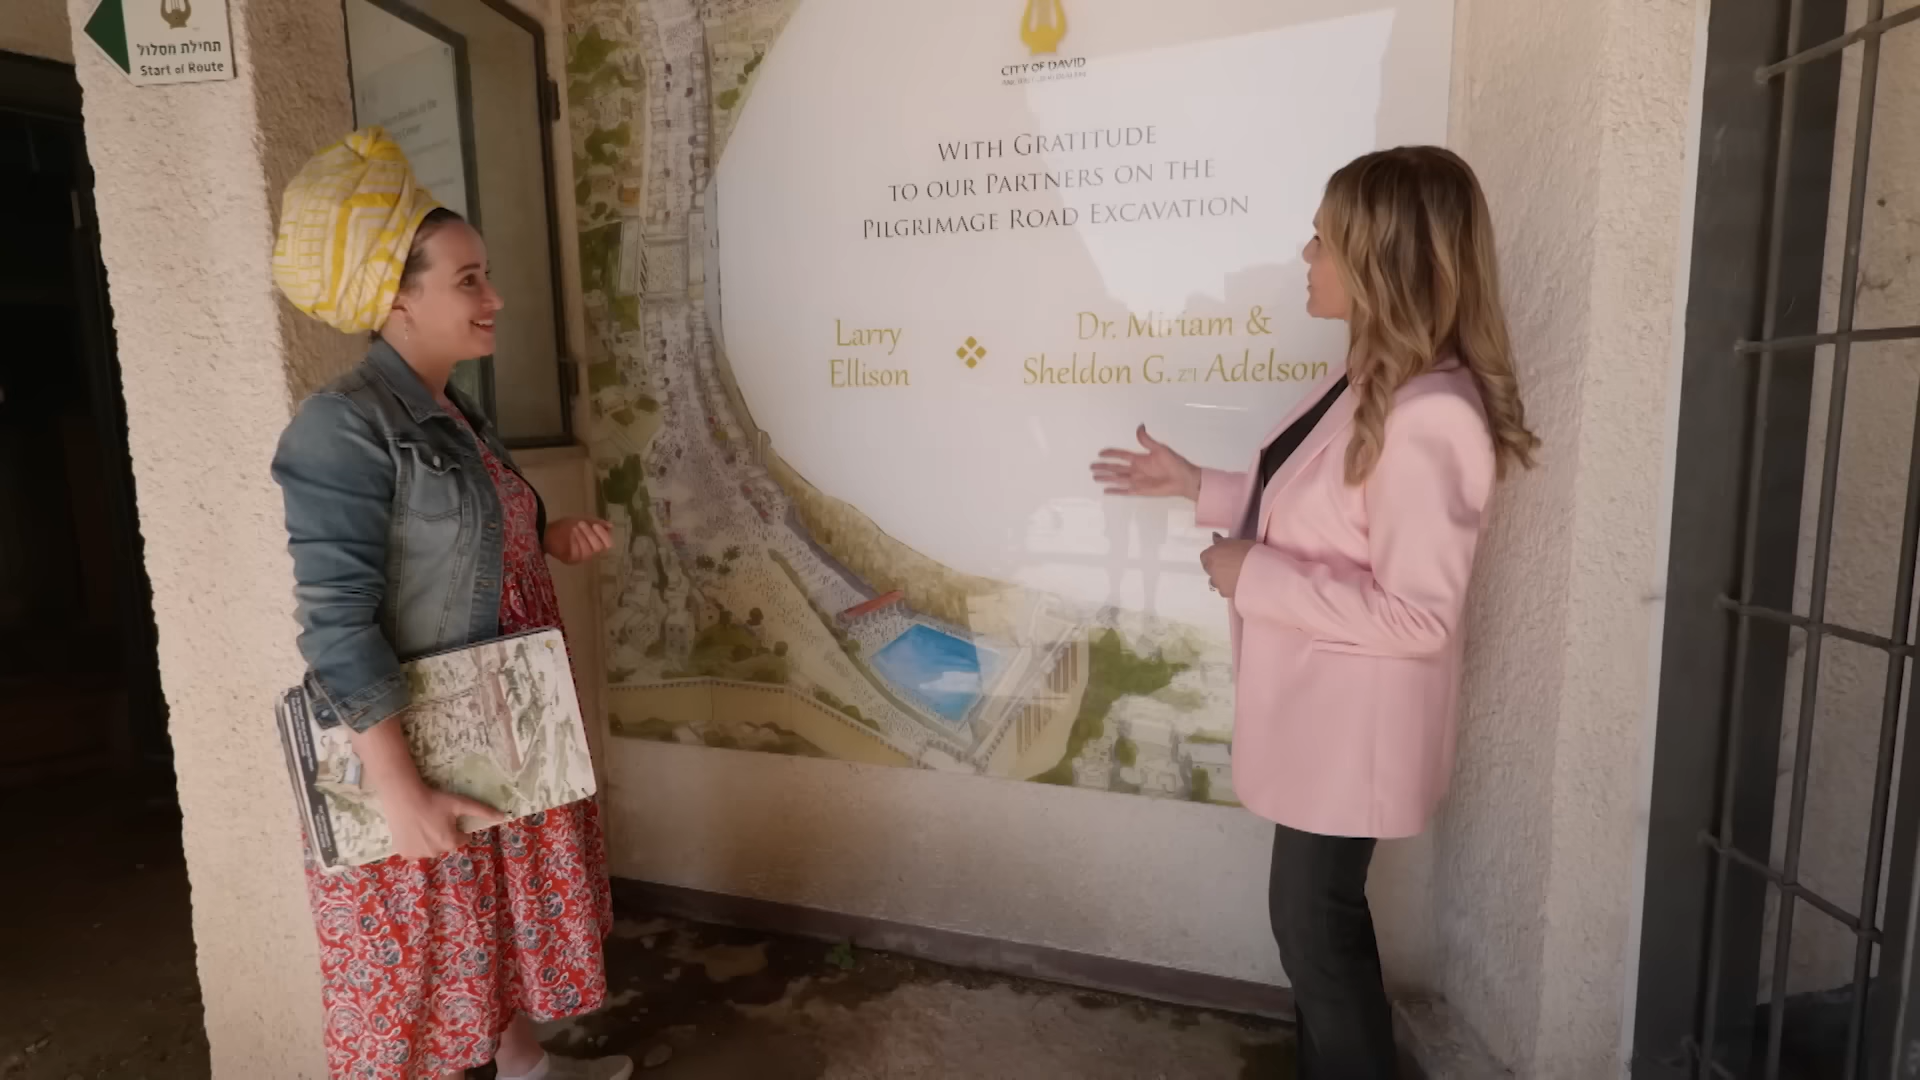 תחילת מסלול
Start of Route
CITY OF DAVID
WITH GRATITUDE
TO OUR PARTNERS ON THE
PILGRIMAGE ROAD EXCAVATION
Larry
Ellison
Dr. Miriam &
Sheldon G. ז"ל Adelson